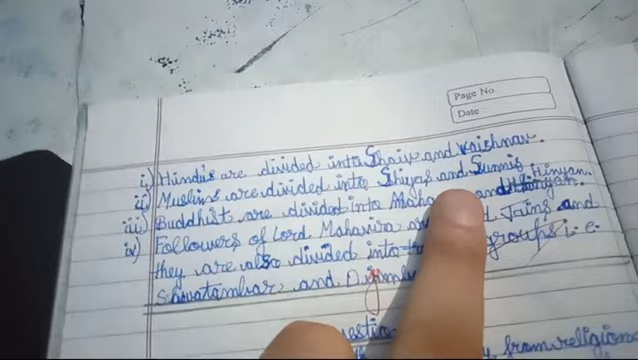 Page No
Date
i) Hindus are divided into Shaiv and Vaishnav.
ii) Muslims are divided into Shiyas and Sunnis
iii) Buddhist are divided into Maha and Hinyan.
iv) Followers of Lord Mahavira Jains and
they are also divided into groups i.e.
Shwatambar and
from religion